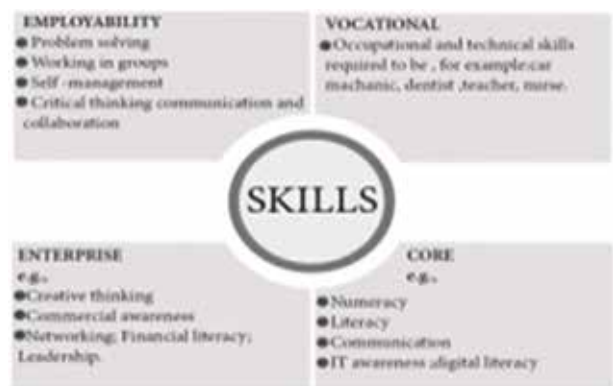 EMPLOYABILITY
● Problem solving
● Working in groups
● Self -management
● Critical thinking communication and
collaboration
VOCATIONAL
● Occupational and technical skills
required to be , for example:car
machanic, dentist ,teacher, nurse.
SKILLS
ENTERPRISE
e.g.,
● Creative thinking
● Commercial awareness
● Networking; Financial literacy;
Leadership.
CORE
e.g.,
● Numeracy
● Literacy
● Communication
● IT awareness ;digital literacy